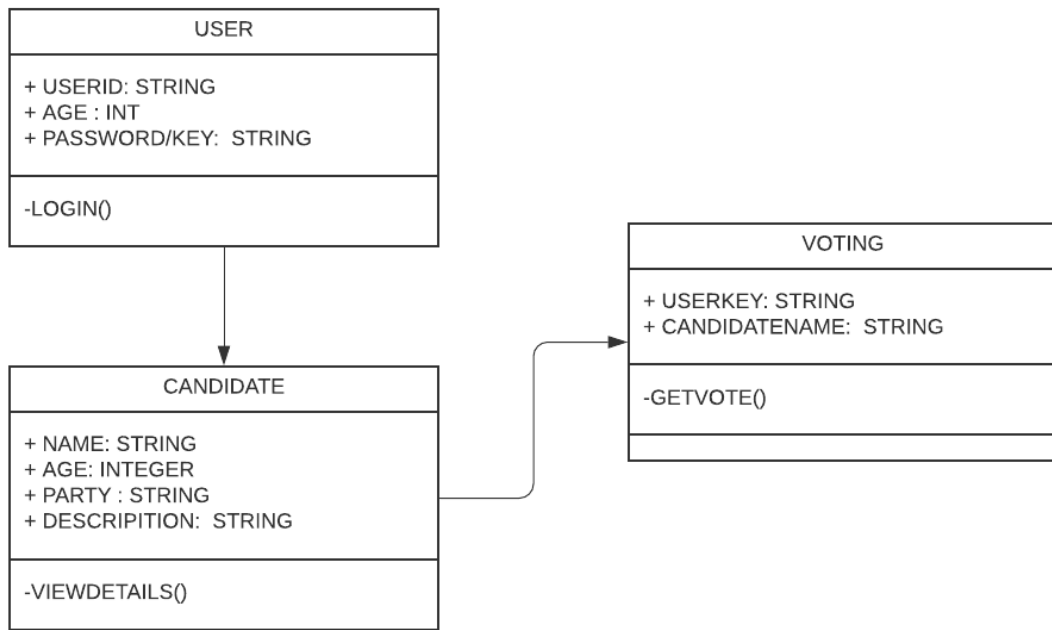 USER
+ USERID: STRING
+ AGE : INT
+ PASSWORD/KEY:  STRING
-LOGIN()
CANDIDATE
+ NAME: STRING
+ AGE: INTEGER
+ PARTY : STRING
+ DESCRIPITION:  STRING
-VIEWDETAILS()
VOTING
+ USERKEY: STRING
+ CANDIDATENAME:  STRING
-GETVOTE()